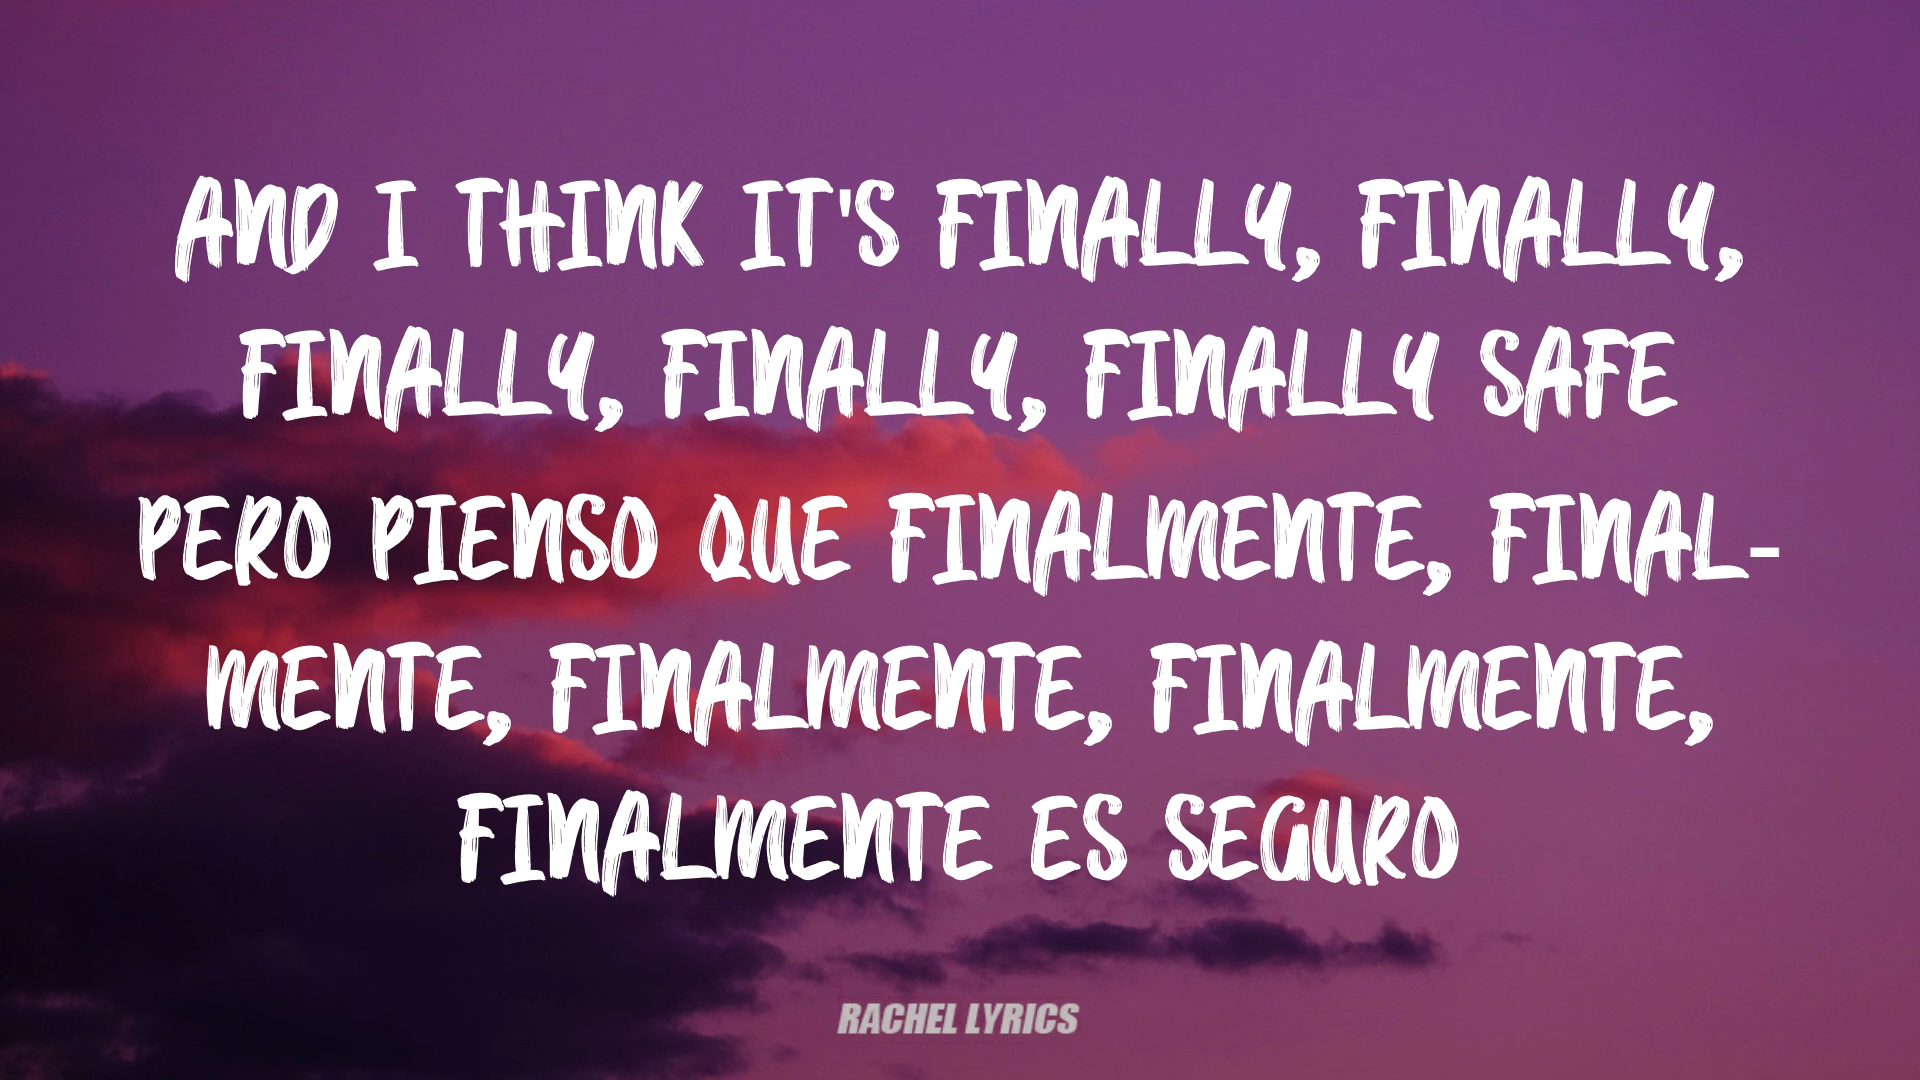 AND I THINK IT'S FINALLY, FINALLY,
FINALLY, FINALLY, FINALLY SAFE
PERO PIENSO QUE FINALMENTE, FINAL-
MENTE, FINALMENTE, FINALMENTE,
FINALMENTE ES SEGURO
RACHEL LYRICS